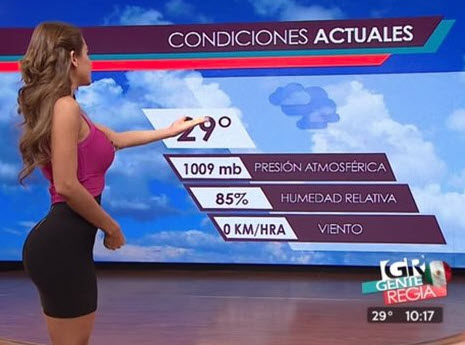 CONDICIONES ACTUALES
29°
1009 mb PRESIÓN ATMOSFÉRICA
85% HUMEDAD RELATIVA
0 KM/HRA VIENTO
GR
GENTE
REGIA
29° 10:17